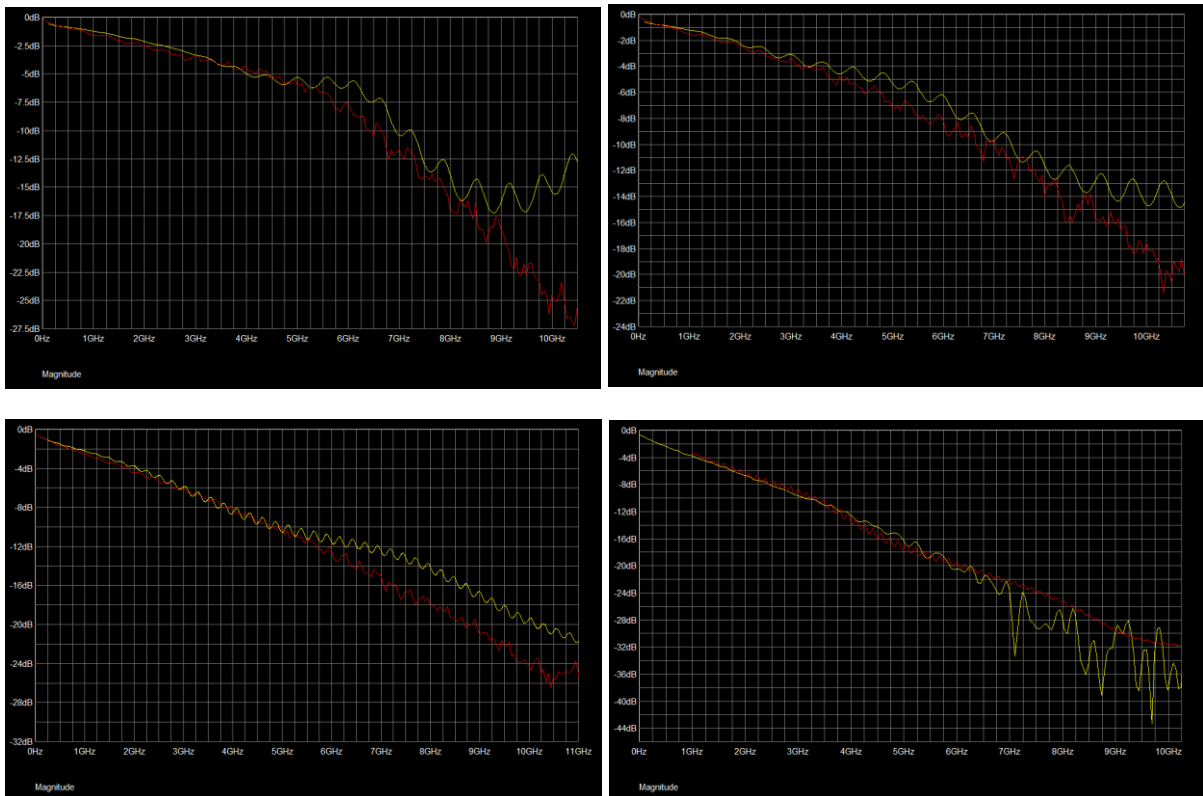 0dB
-2.5dB
-5dB
-7.5dB
-10dB
-12.5dB
-15dB
-17.5dB
-20dB
-22.5dB
-25dB
-27.5dB
0Hz 1GHz 2GHz 3GHz 4GHz 5GHz 6GHz 7GHz 8GHz 9GHz 10GHz
Magnitude
0dB
-2dB
-4dB
-6dB
-8dB
-10dB
-12dB
-14dB
-16dB
-18dB
-20dB
-22dB
-24dB
0Hz 1GHz 2GHz 3GHz 4GHz 5GHz 6GHz 7GHz 8GHz 9GHz 10GHz
Magnitude
0dB
-4dB
-8dB
-12dB
-16dB
-20dB
-24dB
-28dB
-32dB
0Hz 1GHz 2GHz 3GHz 4GHz 5GHz 6GHz 7GHz 8GHz 9GHz 10GHz 11GHz
Magnitude
0dB
-4dB
-8dB
-12dB
-16dB
-20dB
-24dB
-28dB
-32dB
-36dB
-40dB
-44dB
0Hz 1GHz 2GHz 3GHz 4GHz 5GHz 6GHz 7GHz 8GHz 9GHz 10GHz
Magnitude